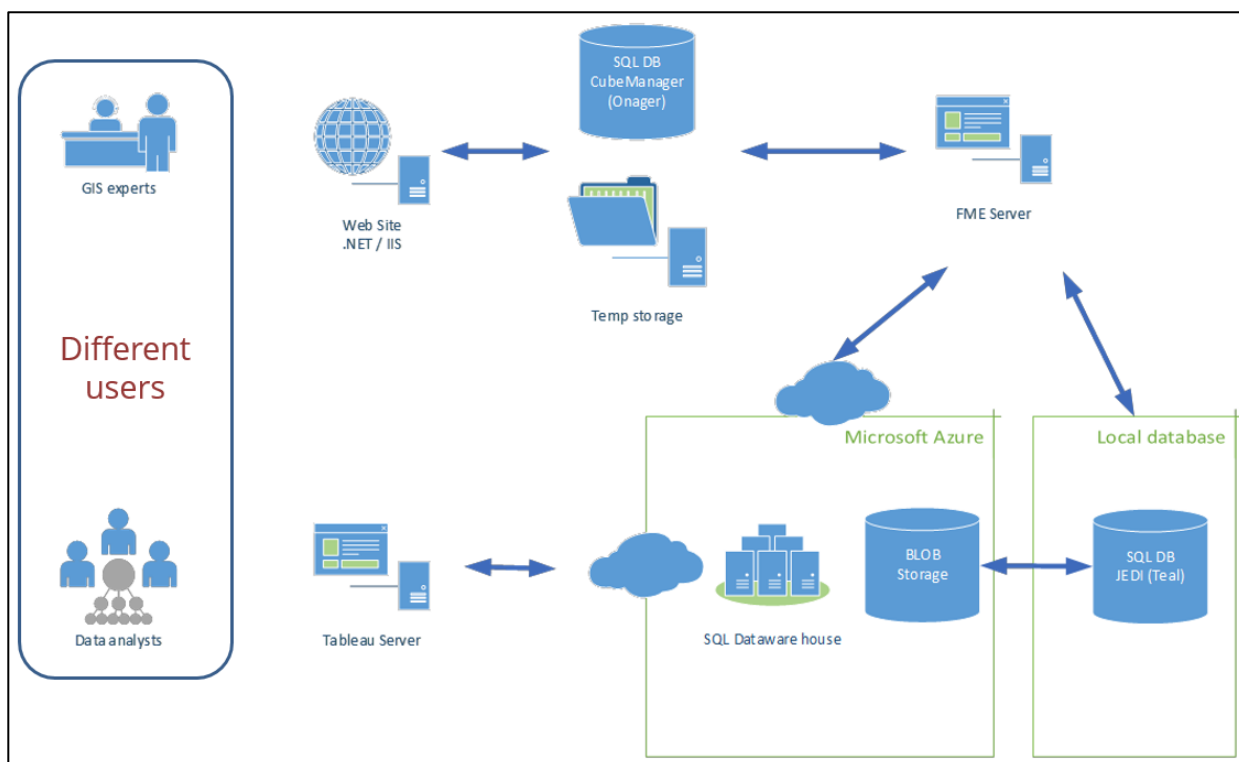 SQL DB
CubeManager
(Onager)
GIS experts
Web Site
.NET / IIS
FME Server
Temp storage
Different
users
Microsoft Azure
Local database
BLOB
Storage
SQL DB
JEDI (Teal)
Data analysts
Tableau Server
SQL Dataware house